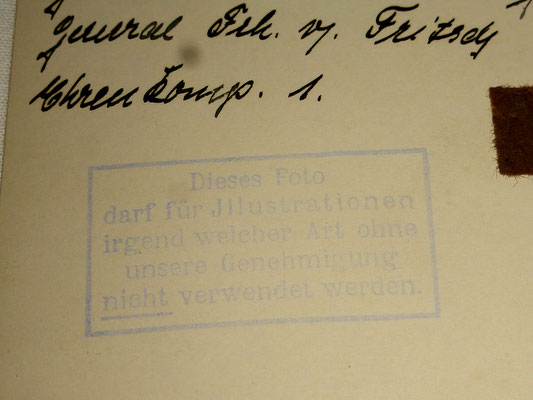 General Frh. v. Fritsch
Ehrenkomp. 1.
Dieses Foto
darf für Jllustrationen
irgend welcher Art ohne
unsere Genehmigung
nicht verwendet werden.